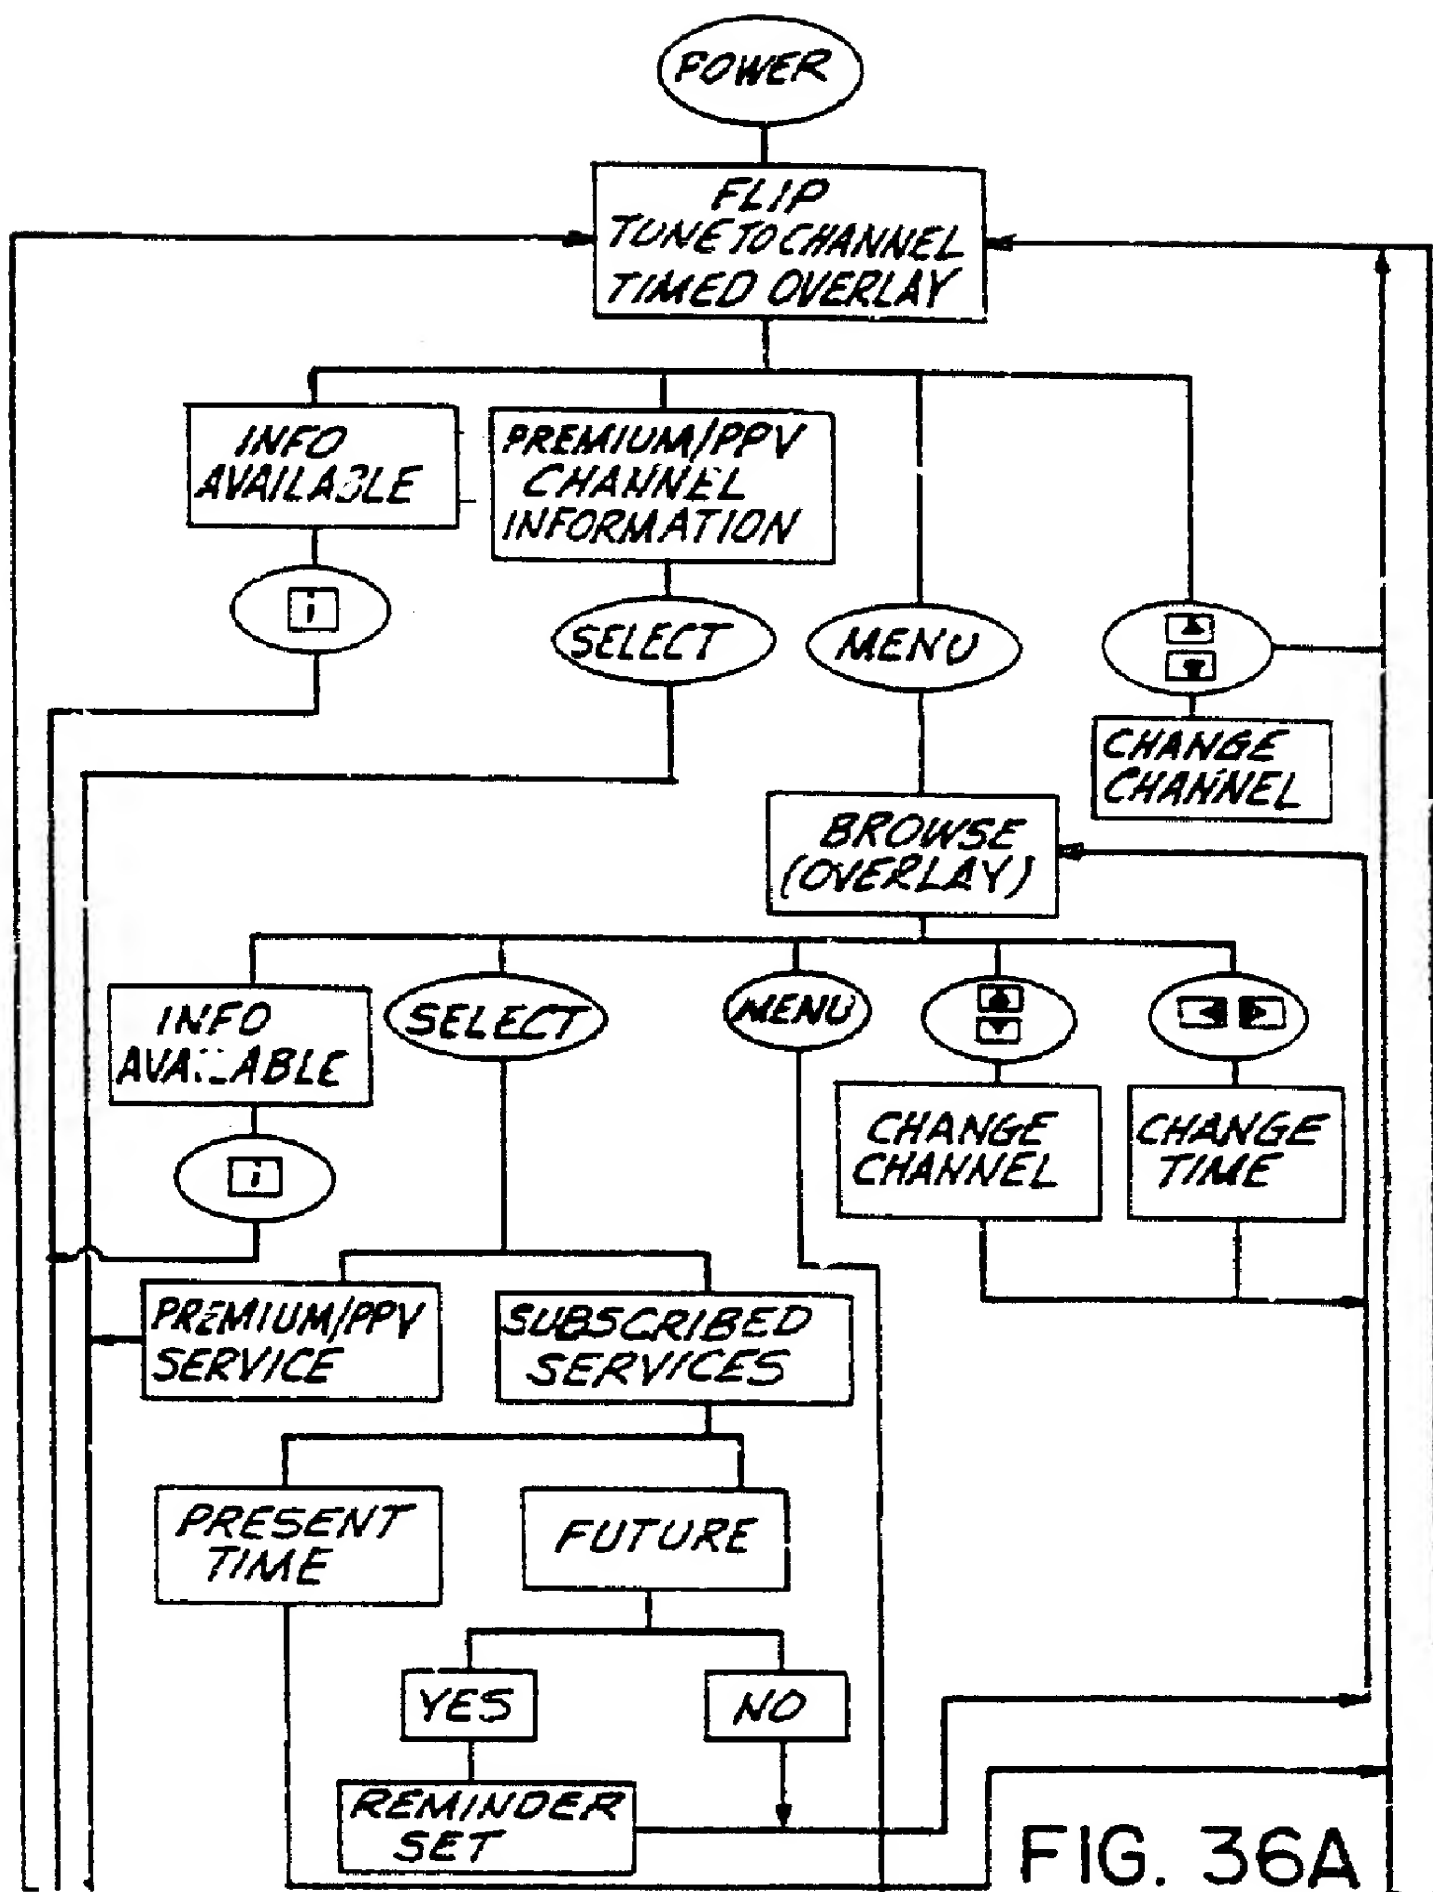 POWER
FLIP
TUNE TO CHANNEL
TIMED OVERLAY
INFO
AVAILABLE
i
PREMIUM/PPV
CHANNEL
INFORMATION
SELECT
MENU
CHANGE
CHANNEL
BROWSE
(OVERLAY)
INFO
AVAILABLE
i
SELECT
MENU
CHANGE
CHANNEL
CHANGE
TIME
PREMIUM/PPV
SERVICE
SUBSCRIBED
SERVICES
PRESENT
TIME
FUTURE
YES
NO
REMINDER
SET
FIG. 36A